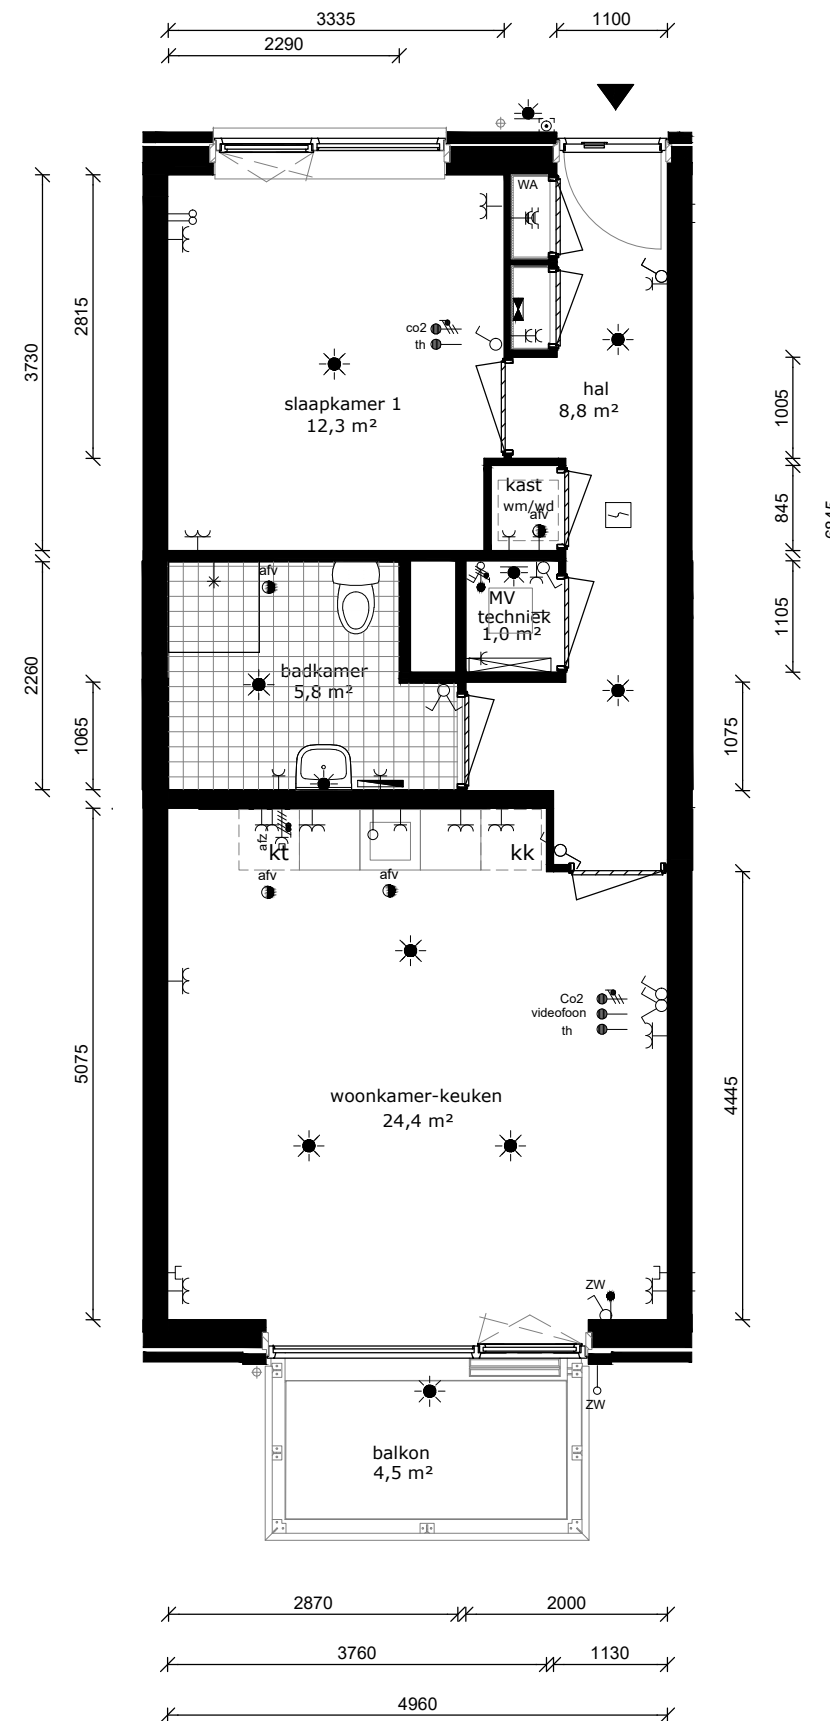 3335
1100
2290
WA
2815
3730
co2
th
slaapkamer 1
12,3 m²
hal
8,8 m²
1005
kast
wm/wd
afv
845
6845
afv
MV
techniek
1,0 m²
1105
2260
badkamer
5,8 m²
1065
1075
afz
kt
kk
afv
afv
Co2
videofoon
th
5075
woonkamer-keuken
24,4 m²
4445
ZW
ZW
balkon
4,5 m²
2870
2000
3760
1130
4960